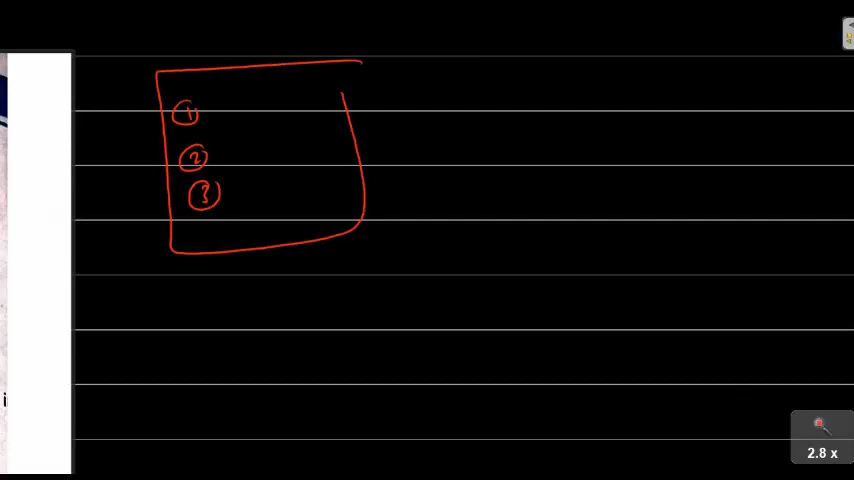 ①
②
③
2.8 x